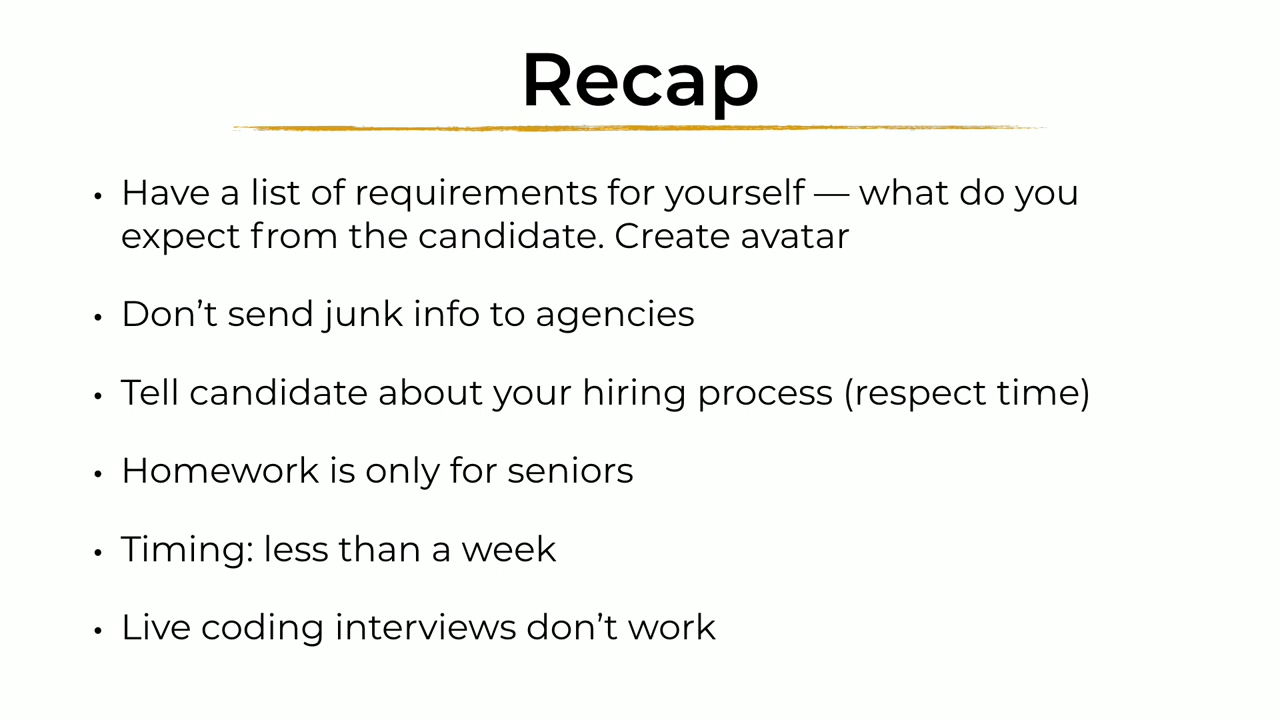 Recap
• Have a list of requirements for yourself — what do you
expect from the candidate. Create avatar
• Don’t send junk info to agencies
• Tell candidate about your hiring process (respect time)
• Homework is only for seniors
• Timing: less than a week
• Live coding interviews don’t work